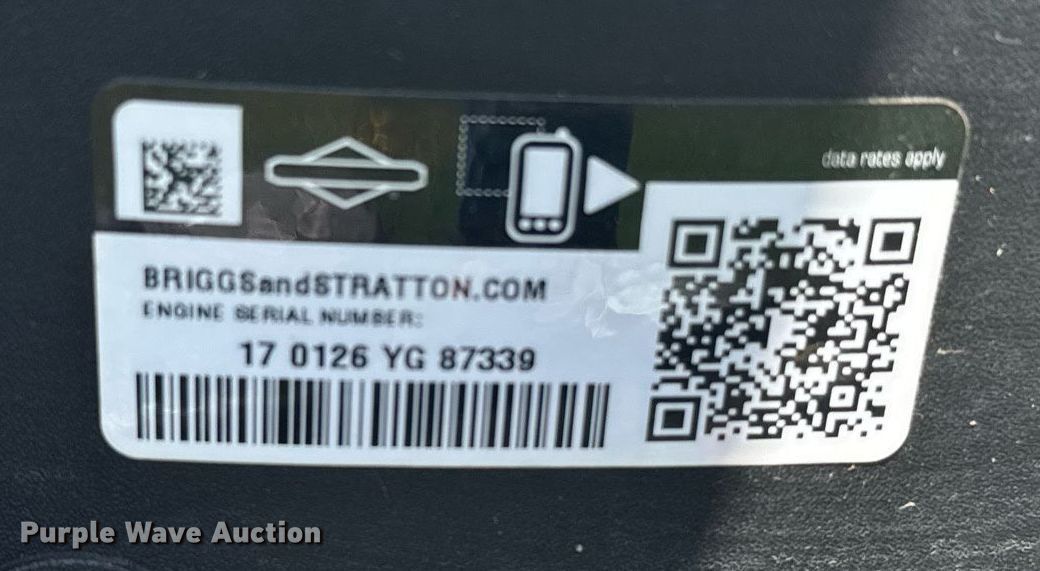 data rates apply
BRIGGSandSTRATTON.COM
ENGINE SERIAL NUMBER:
17 0126 YG 87339
Purple Wave Auction